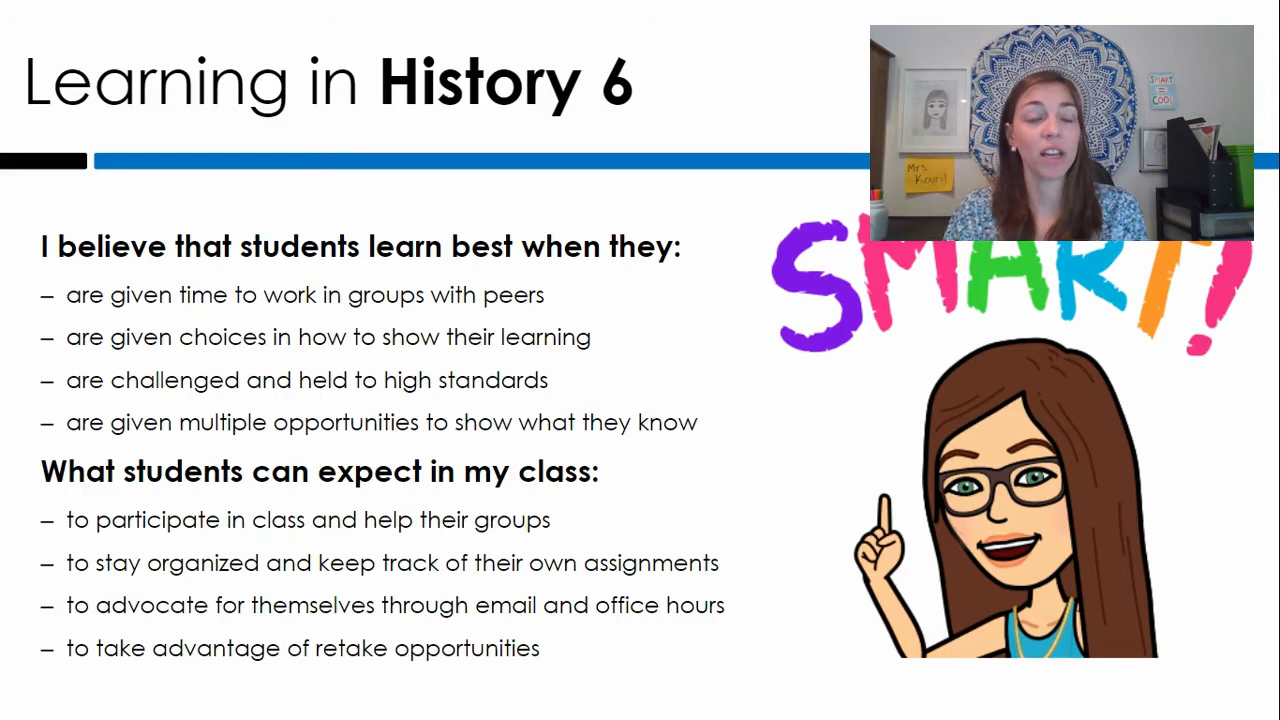 Learning in History 6
SMART
=
COOL
Mrs
Kouril
I believe that students learn best when they:
SMART!
– are given time to work in groups with peers
– are given choices in how to show their learning
– are challenged and held to high standards
– are given multiple opportunities to show what they know
What students can expect in my class:
– to participate in class and help their groups
– to stay organized and keep track of their own assignments
– to advocate for themselves through email and office hours
– to take advantage of retake opportunities